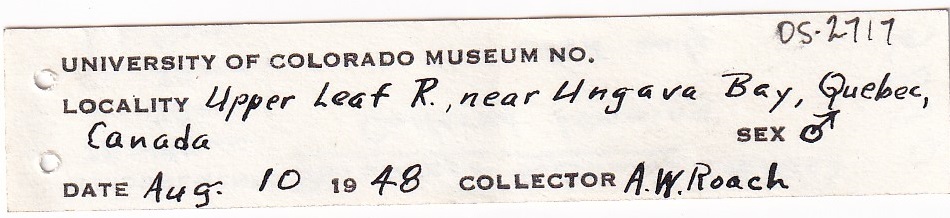 OS-2717
UNIVERSITY OF COLORADO MUSEUM NO.
LOCALITY Upper Leaf R., near Ungava Bay, Quebec,
Canada SEX ♂
DATE Aug. 10 1948 COLLECTOR A.W. Roach